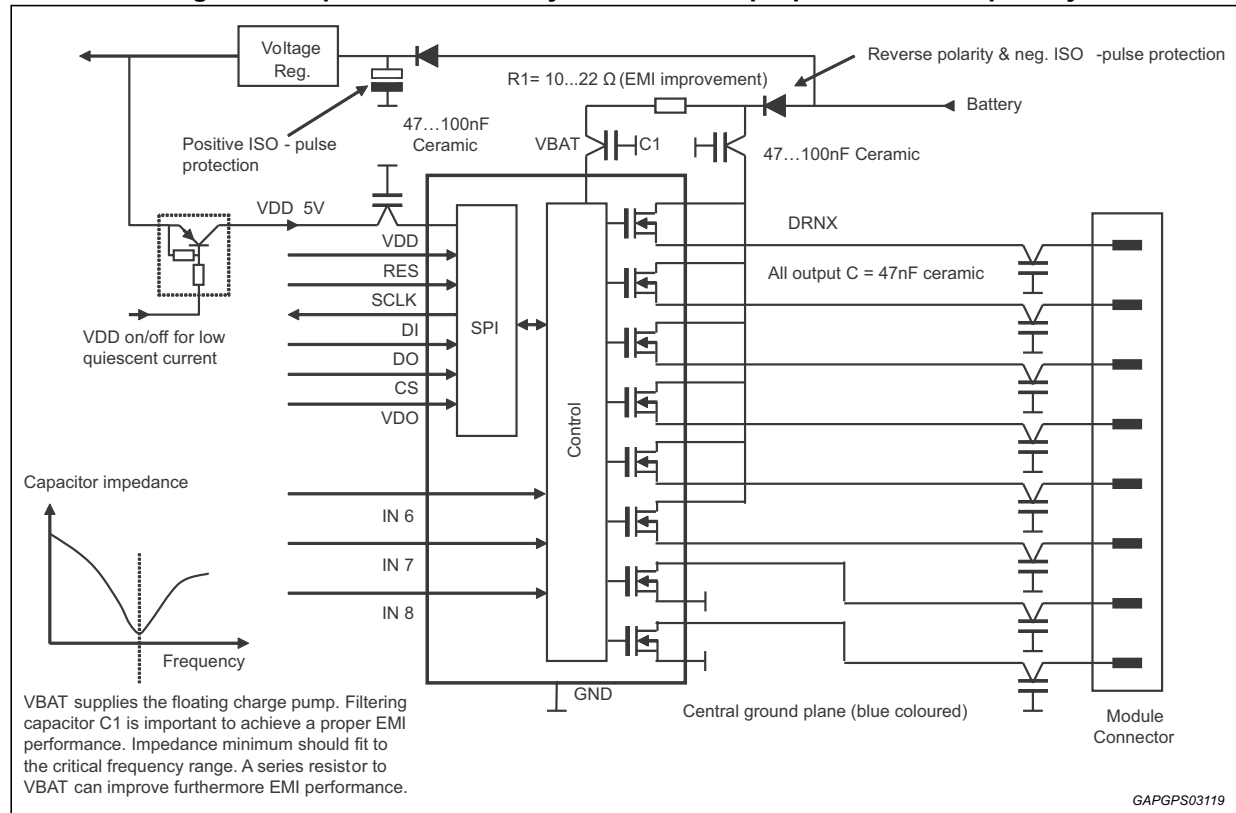 Voltage
Reg.
Reverse polarity & neg. ISO -pulse protection
R1= 10...22 Ω (EMI improvement)
Battery
Positive ISO - pulse
protection
47...100nF
Ceramic
VBAT
C1
47...100nF Ceramic
VDD 5V
DRNX
VDD
RES
SCLK
DI
DO
CS
VDO
SPI
Control
All output C = 47nF ceramic
VDD on/off for low
quiescent current
Capacitor impedance
IN 6
IN 7
IN 8
Frequency
GND
VBAT supplies the floating charge pump. Filtering
capacitor C1 is important to achieve a proper EMI
performance. Impedance minimum should fit to
the critical frequency range. A series resistor to
VBAT can improve furthermore EMI performance.
Central ground plane (blue coloured)
Module
Connector
GAPGPS03119